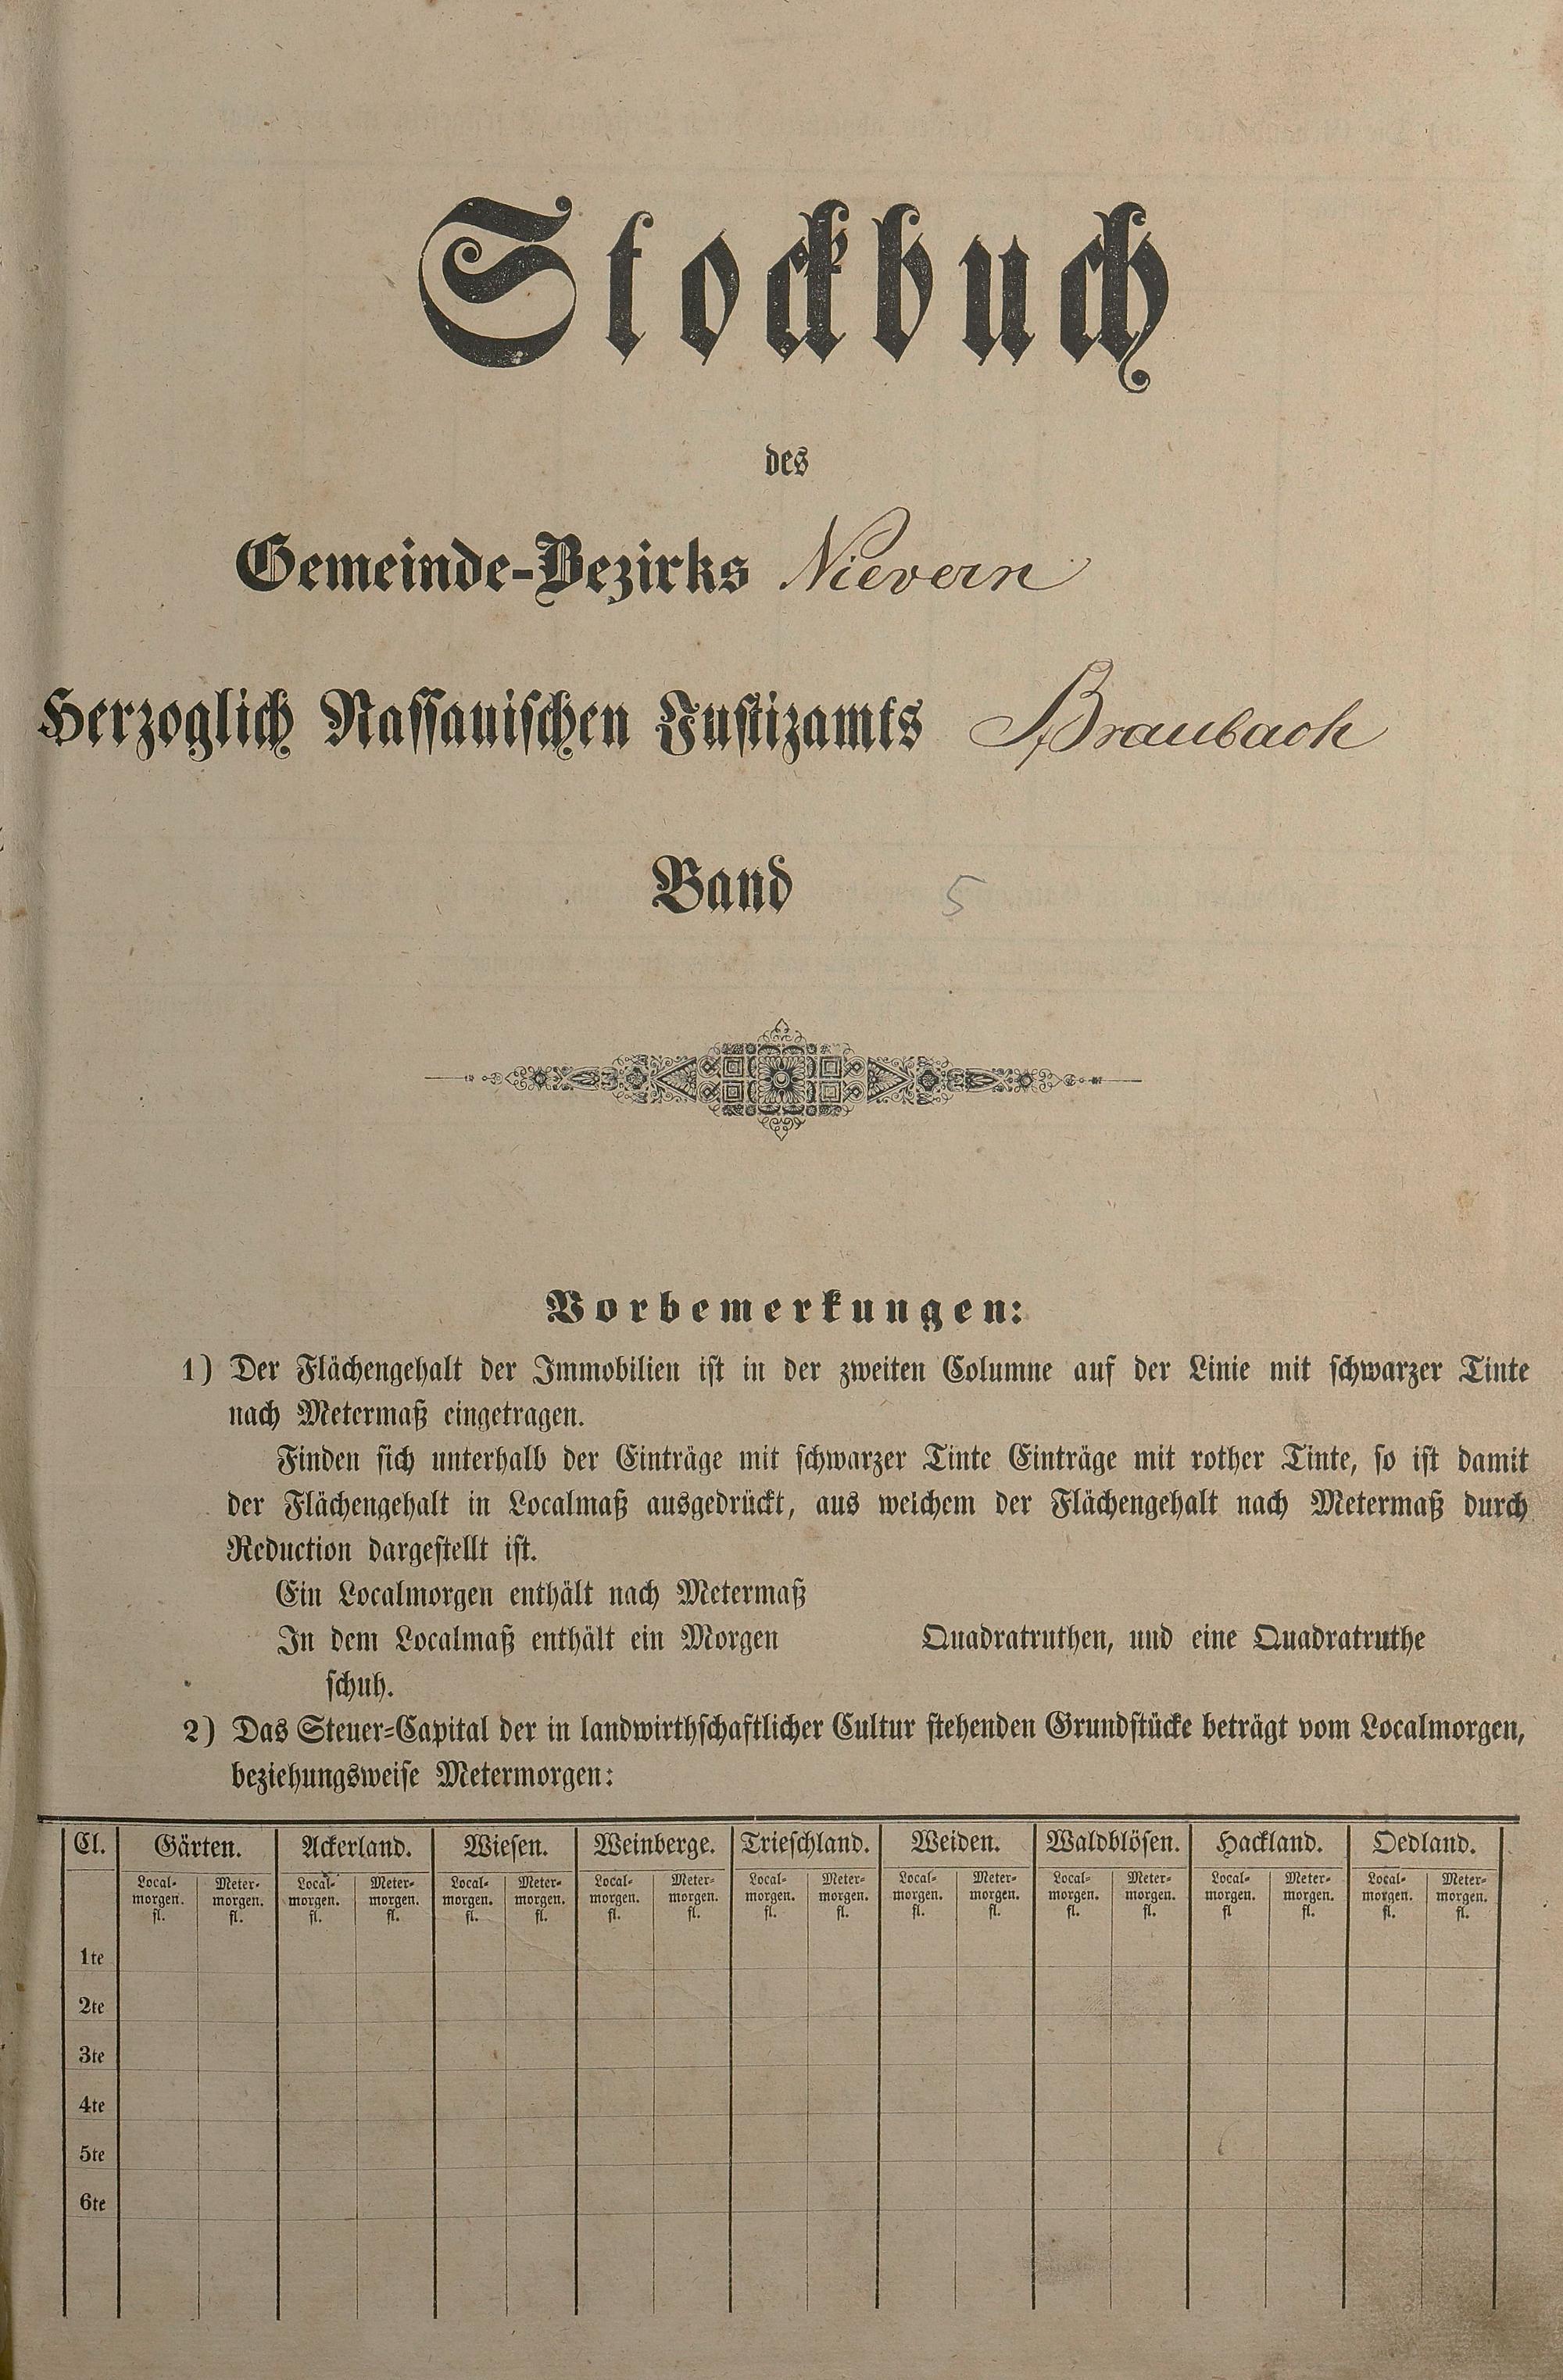 Stockbuch
des
Gemeinde-Bezirks Nievern
Herzoglich Nassauischen Justizamts Braubach
Band 5
Vorbemerkungen:
1) Der Flächengehalt der Immobilien ist in der zweiten Columne auf der Linie mit schwarzer Tinte
nach Metermaß eingetragen.
Finden sich unterhalb der Einträge mit schwarzer Tinte Einträge mit rother Tinte, so ist damit
der Flächengehalt in Localmaß ausgedrückt, aus welchem der Flächengehalt nach Metermaß durch
Reduction dargestellt ist.
Ein Localmorgen enthält nach Metermaß
In dem Localmaß enthält ein Morgen Quadratruthen, und eine Quadratruthe
schuh.
2) Das Steuer=Capital der in landwirthschaftlicher Cultur stehenden Grundstücke beträgt vom Localmorgen,
beziehungsweise Metermorgen:
Cl. Gärten. Ackerland. Wiesen. Weinberge. Trieschland. Weiden. Waldblösen. Hackland. Oedland.
Local= Meter= Local= Meter= Local= Meter= Local= Meter= Local= Meter= Local= Meter= Local= Meter= Local= Meter= Local= Meter=
morgen. morgen. morgen. morgen. morgen. morgen. morgen. morgen. morgen. morgen. morgen. morgen. morgen. morgen. morgen. morgen. morgen. morgen.
fl. fl. fl. fl. fl. fl. fl. fl. fl. fl. fl. fl. fl. fl. fl fl. fl. fl.
1te
2te
3te
4te
5te
6te